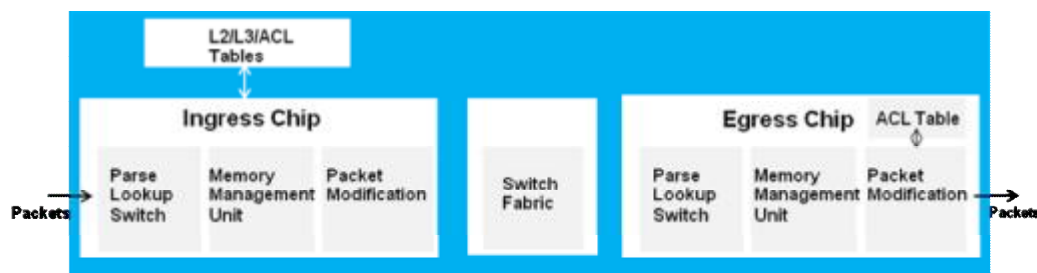 L2/L3/ACL
Tables
Ingress Chip
Egress Chip
ACL Table
Parse
Lookup
Switch
Memory
Management
Unit
Packet
Modification
Switch
Fabric
Parse
Lookup
Switch
Memory
Management
Unit
Packet
Modification
Packets
Packets